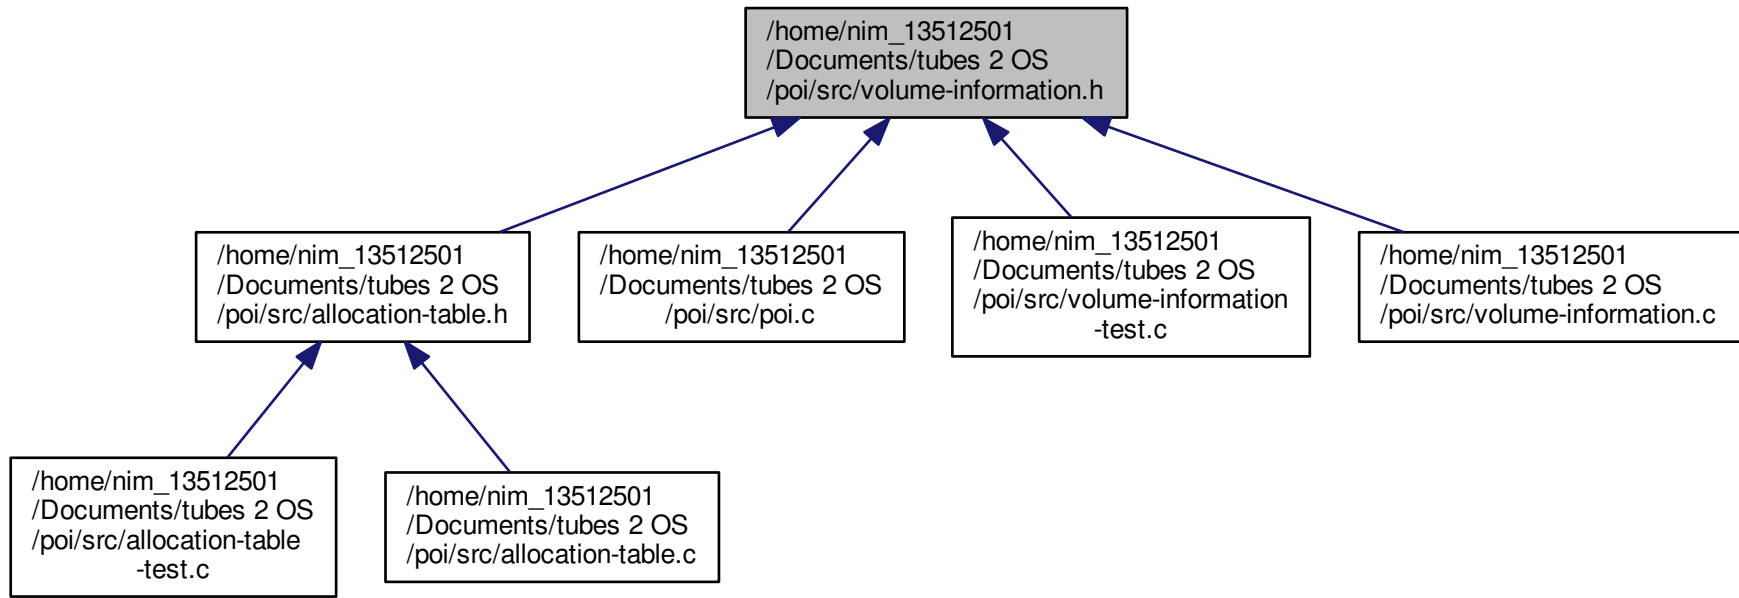 /home/nim_13512501
/Documents/tubes 2 OS
/poi/src/volume-information.h
/home/nim_13512501
/Documents/tubes 2 OS
/poi/src/allocation-table.h
/home/nim_13512501
/Documents/tubes 2 OS
/poi/src/poi.c
/home/nim_13512501
/Documents/tubes 2 OS
/poi/src/volume-information
-test.c
/home/nim_13512501
/Documents/tubes 2 OS
/poi/src/volume-information.c
/home/nim_13512501
/Documents/tubes 2 OS
/poi/src/allocation-table
-test.c
/home/nim_13512501
/Documents/tubes 2 OS
/poi/src/allocation-table.c